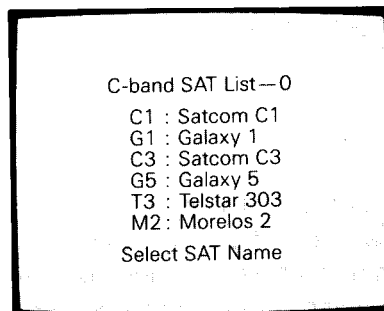 C-band SAT List—0
C1 : Satcom C1
G1 : Galaxy 1
C3 : Satcom C3
G5 : Galaxy 5
T3 : Telstar 303
M2 : Morelos 2
Select SAT Name